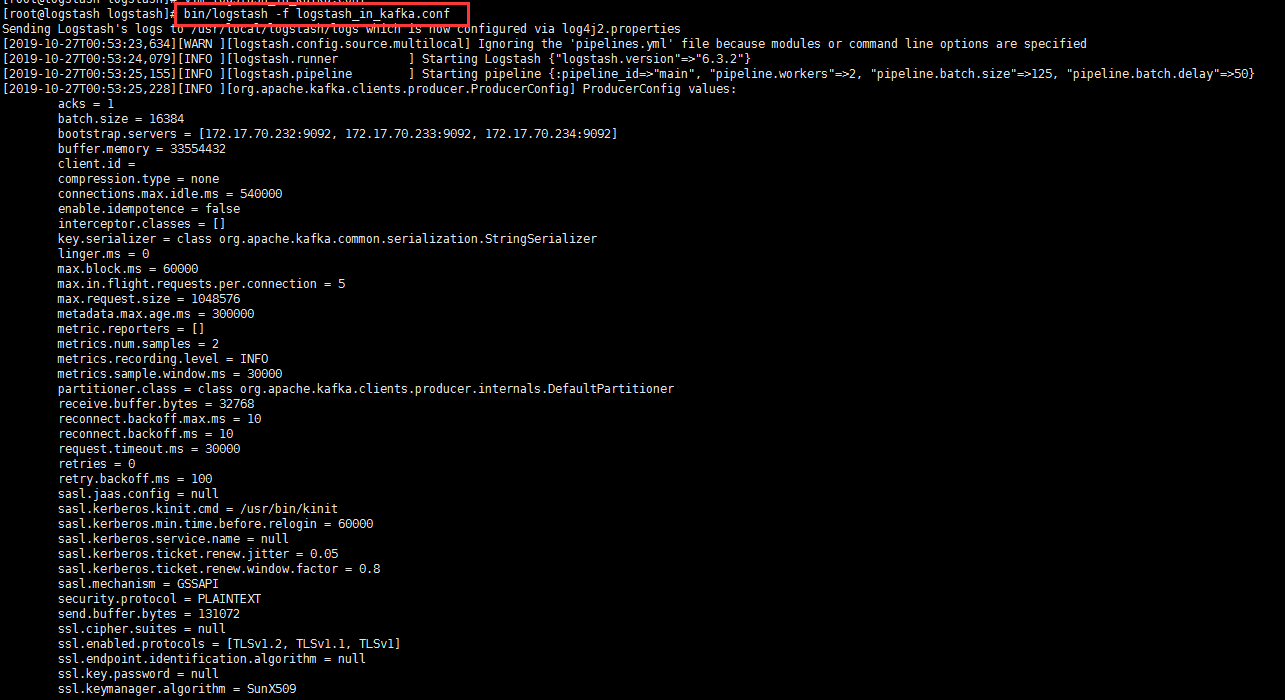 [root@logstash logstash]# vim logstash_in_kafka.conf
[root@logstash logstash]# bin/logstash -f logstash_in_kafka.conf
Sending Logstash's logs to /usr/local/logstash/logs which is now configured via log4j2.properties
[2019-10-27T00:53:23,634][WARN ][logstash.config.source.multilocal] Ignoring the 'pipelines.yml' file because modules or command line options are specified
[2019-10-27T00:53:24,079][INFO ][logstash.runner          ] Starting Logstash {"logstash.version"=>"6.3.2"}
[2019-10-27T00:53:25,155][INFO ][logstash.pipeline        ] Starting pipeline {:pipeline_id=>"main", "pipeline.workers"=>2, "pipeline.batch.size"=>125, "pipeline.batch.delay"=>50}
[2019-10-27T00:53:25,228][INFO ][org.apache.kafka.clients.producer.ProducerConfig] ProducerConfig values:
acks = 1
batch.size = 16384
bootstrap.servers = [172.17.70.232:9092, 172.17.70.233:9092, 172.17.70.234:9092]
buffer.memory = 33554432
client.id =
compression.type = none
connections.max.idle.ms = 540000
enable.idempotence = false
interceptor.classes = []
key.serializer = class org.apache.kafka.common.serialization.StringSerializer
linger.ms = 0
max.block.ms = 60000
max.in.flight.requests.per.connection = 5
max.request.size = 1048576
metadata.max.age.ms = 300000
metric.reporters = []
metrics.num.samples = 2
metrics.recording.level = INFO
metrics.sample.window.ms = 30000
partitioner.class = class org.apache.kafka.clients.producer.internals.DefaultPartitioner
receive.buffer.bytes = 32768
reconnect.backoff.max.ms = 10
reconnect.backoff.ms = 10
request.timeout.ms = 30000
retries = 0
retry.backoff.ms = 100
sasl.jaas.config = null
sasl.kerberos.kinit.cmd = /usr/bin/kinit
sasl.kerberos.min.time.before.relogin = 60000
sasl.kerberos.service.name = null
sasl.kerberos.ticket.renew.jitter = 0.05
sasl.kerberos.ticket.renew.window.factor = 0.8
sasl.mechanism = GSSAPI
security.protocol = PLAINTEXT
send.buffer.bytes = 131072
ssl.cipher.suites = null
ssl.enabled.protocols = [TLSv1.2, TLSv1.1, TLSv1]
ssl.endpoint.identification.algorithm = null
ssl.key.password = null
ssl.keymanager.algorithm = SunX509